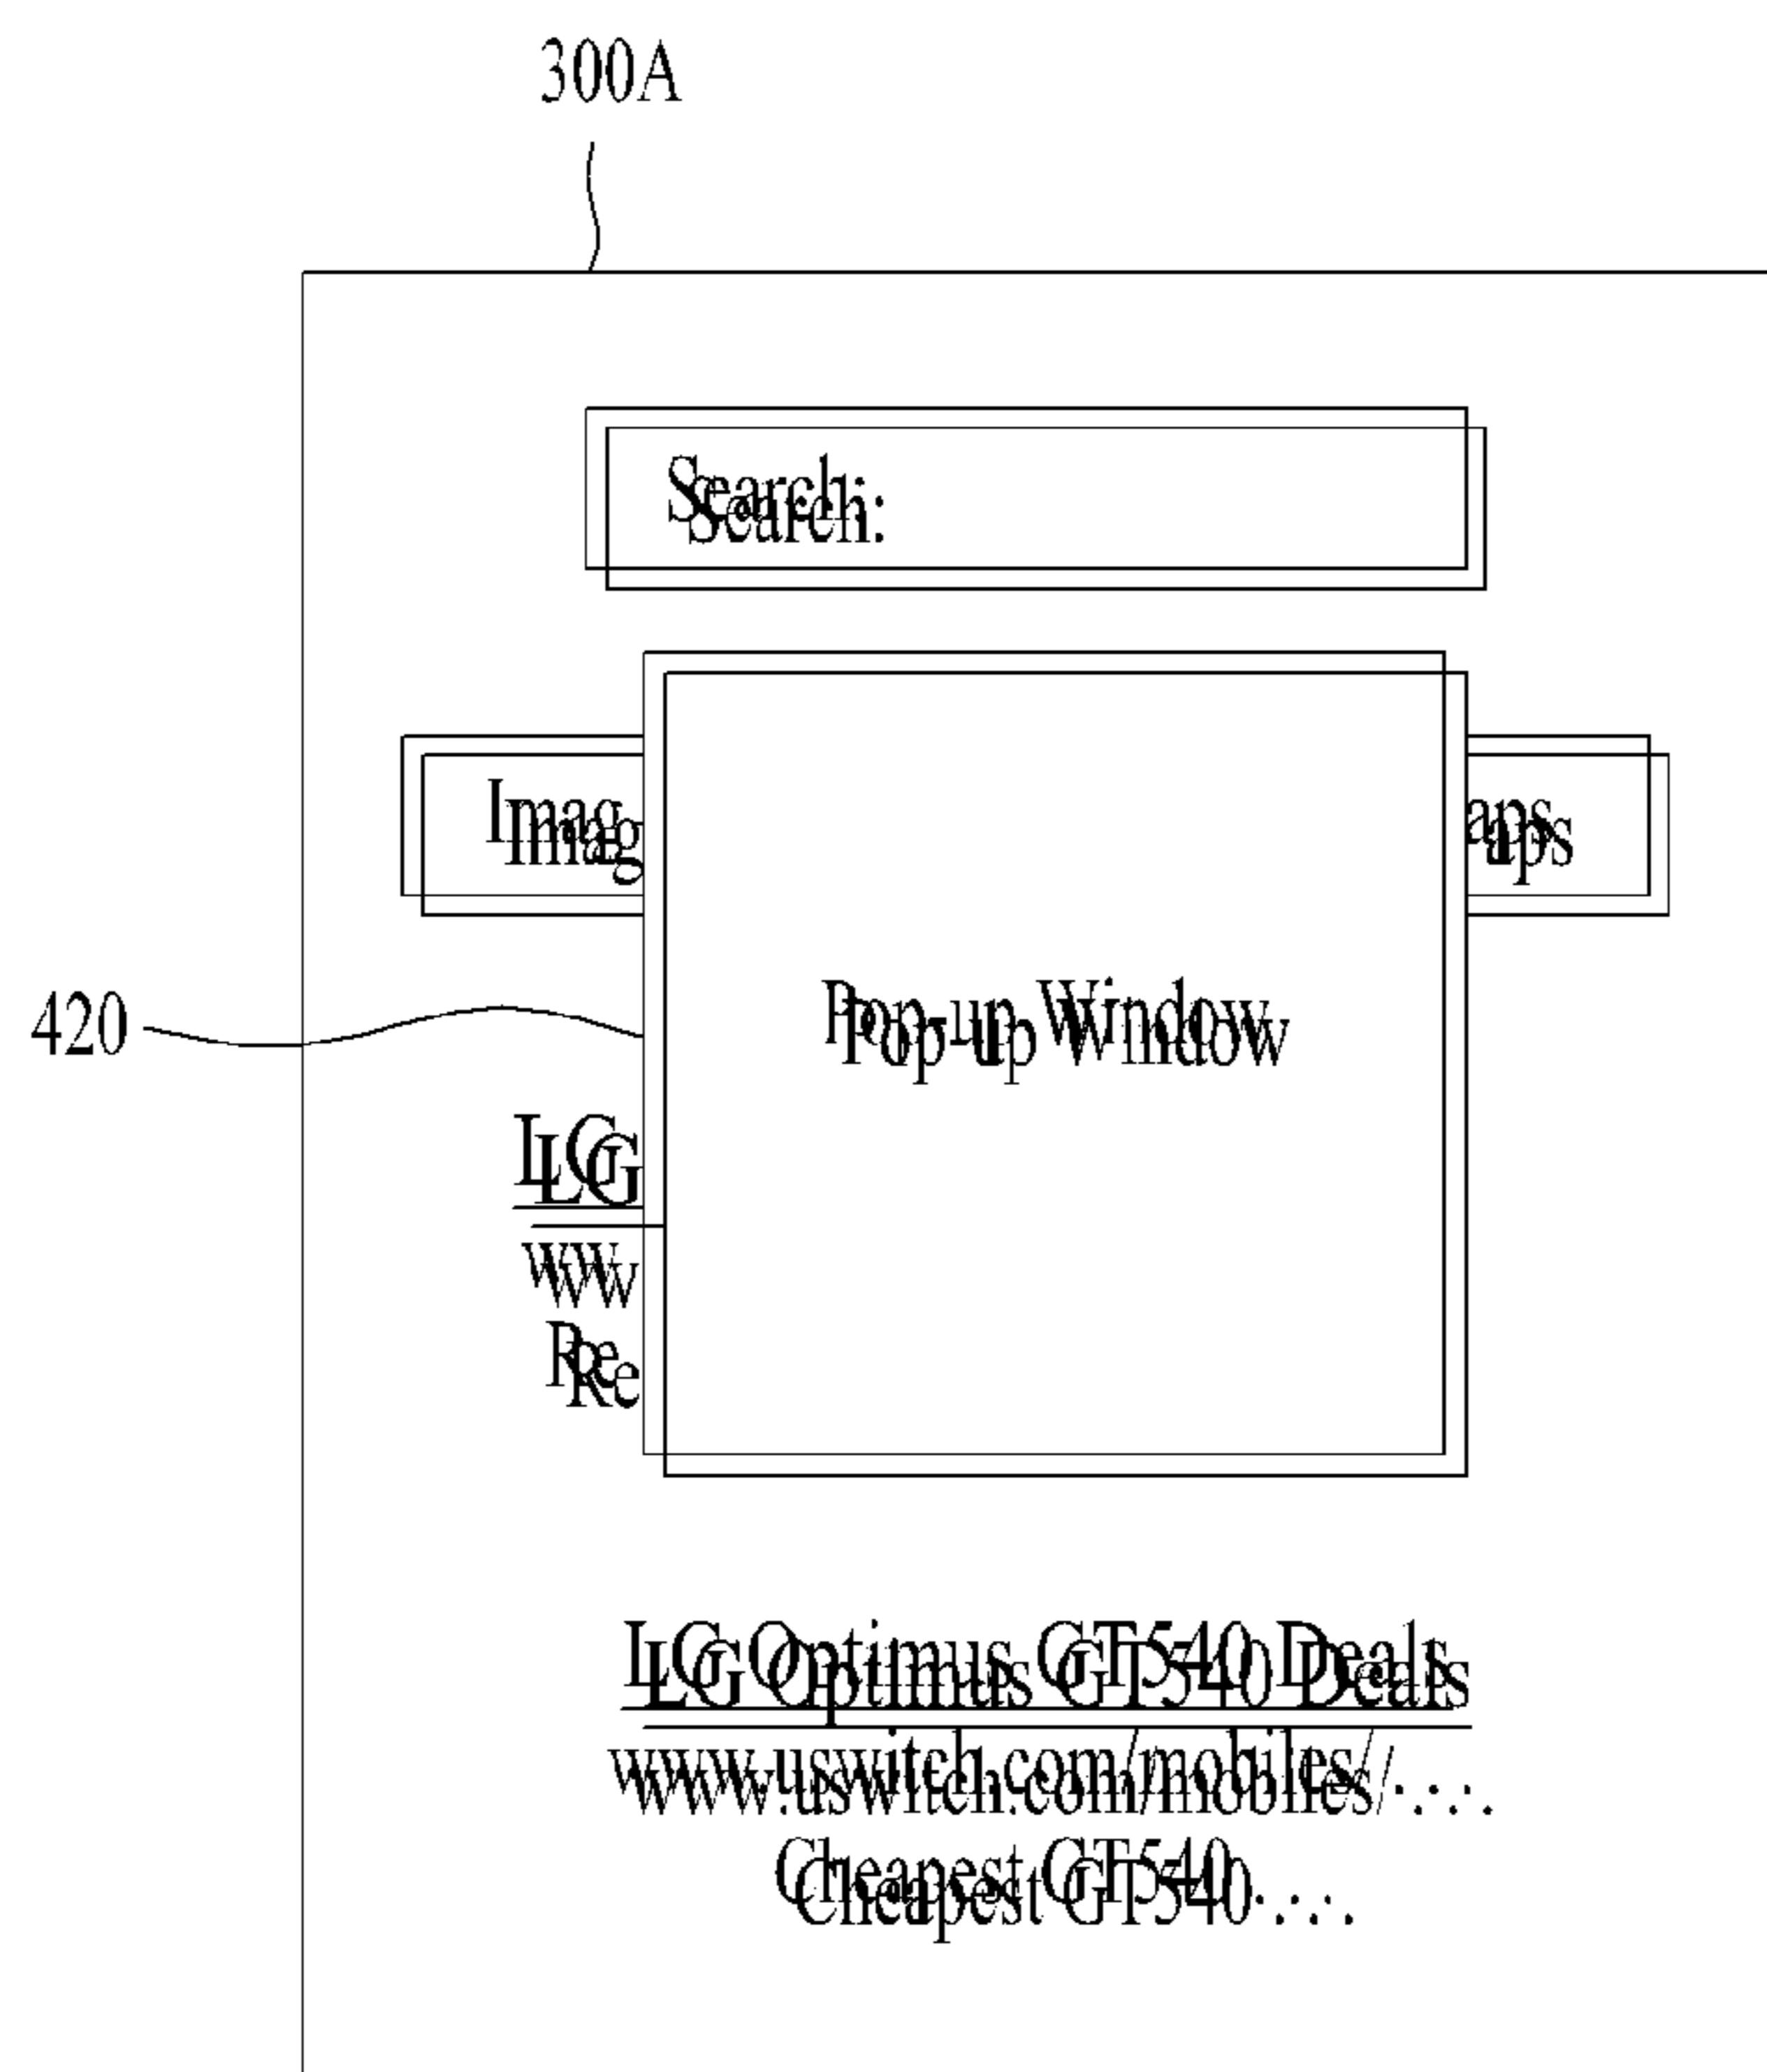 300A
Search:
Imag aps
420
Pop-up Window
LG
ww
Re
LG Optimus GT540 Deals
www.uswitch.com/mobiles/....
Cheapest GT540....